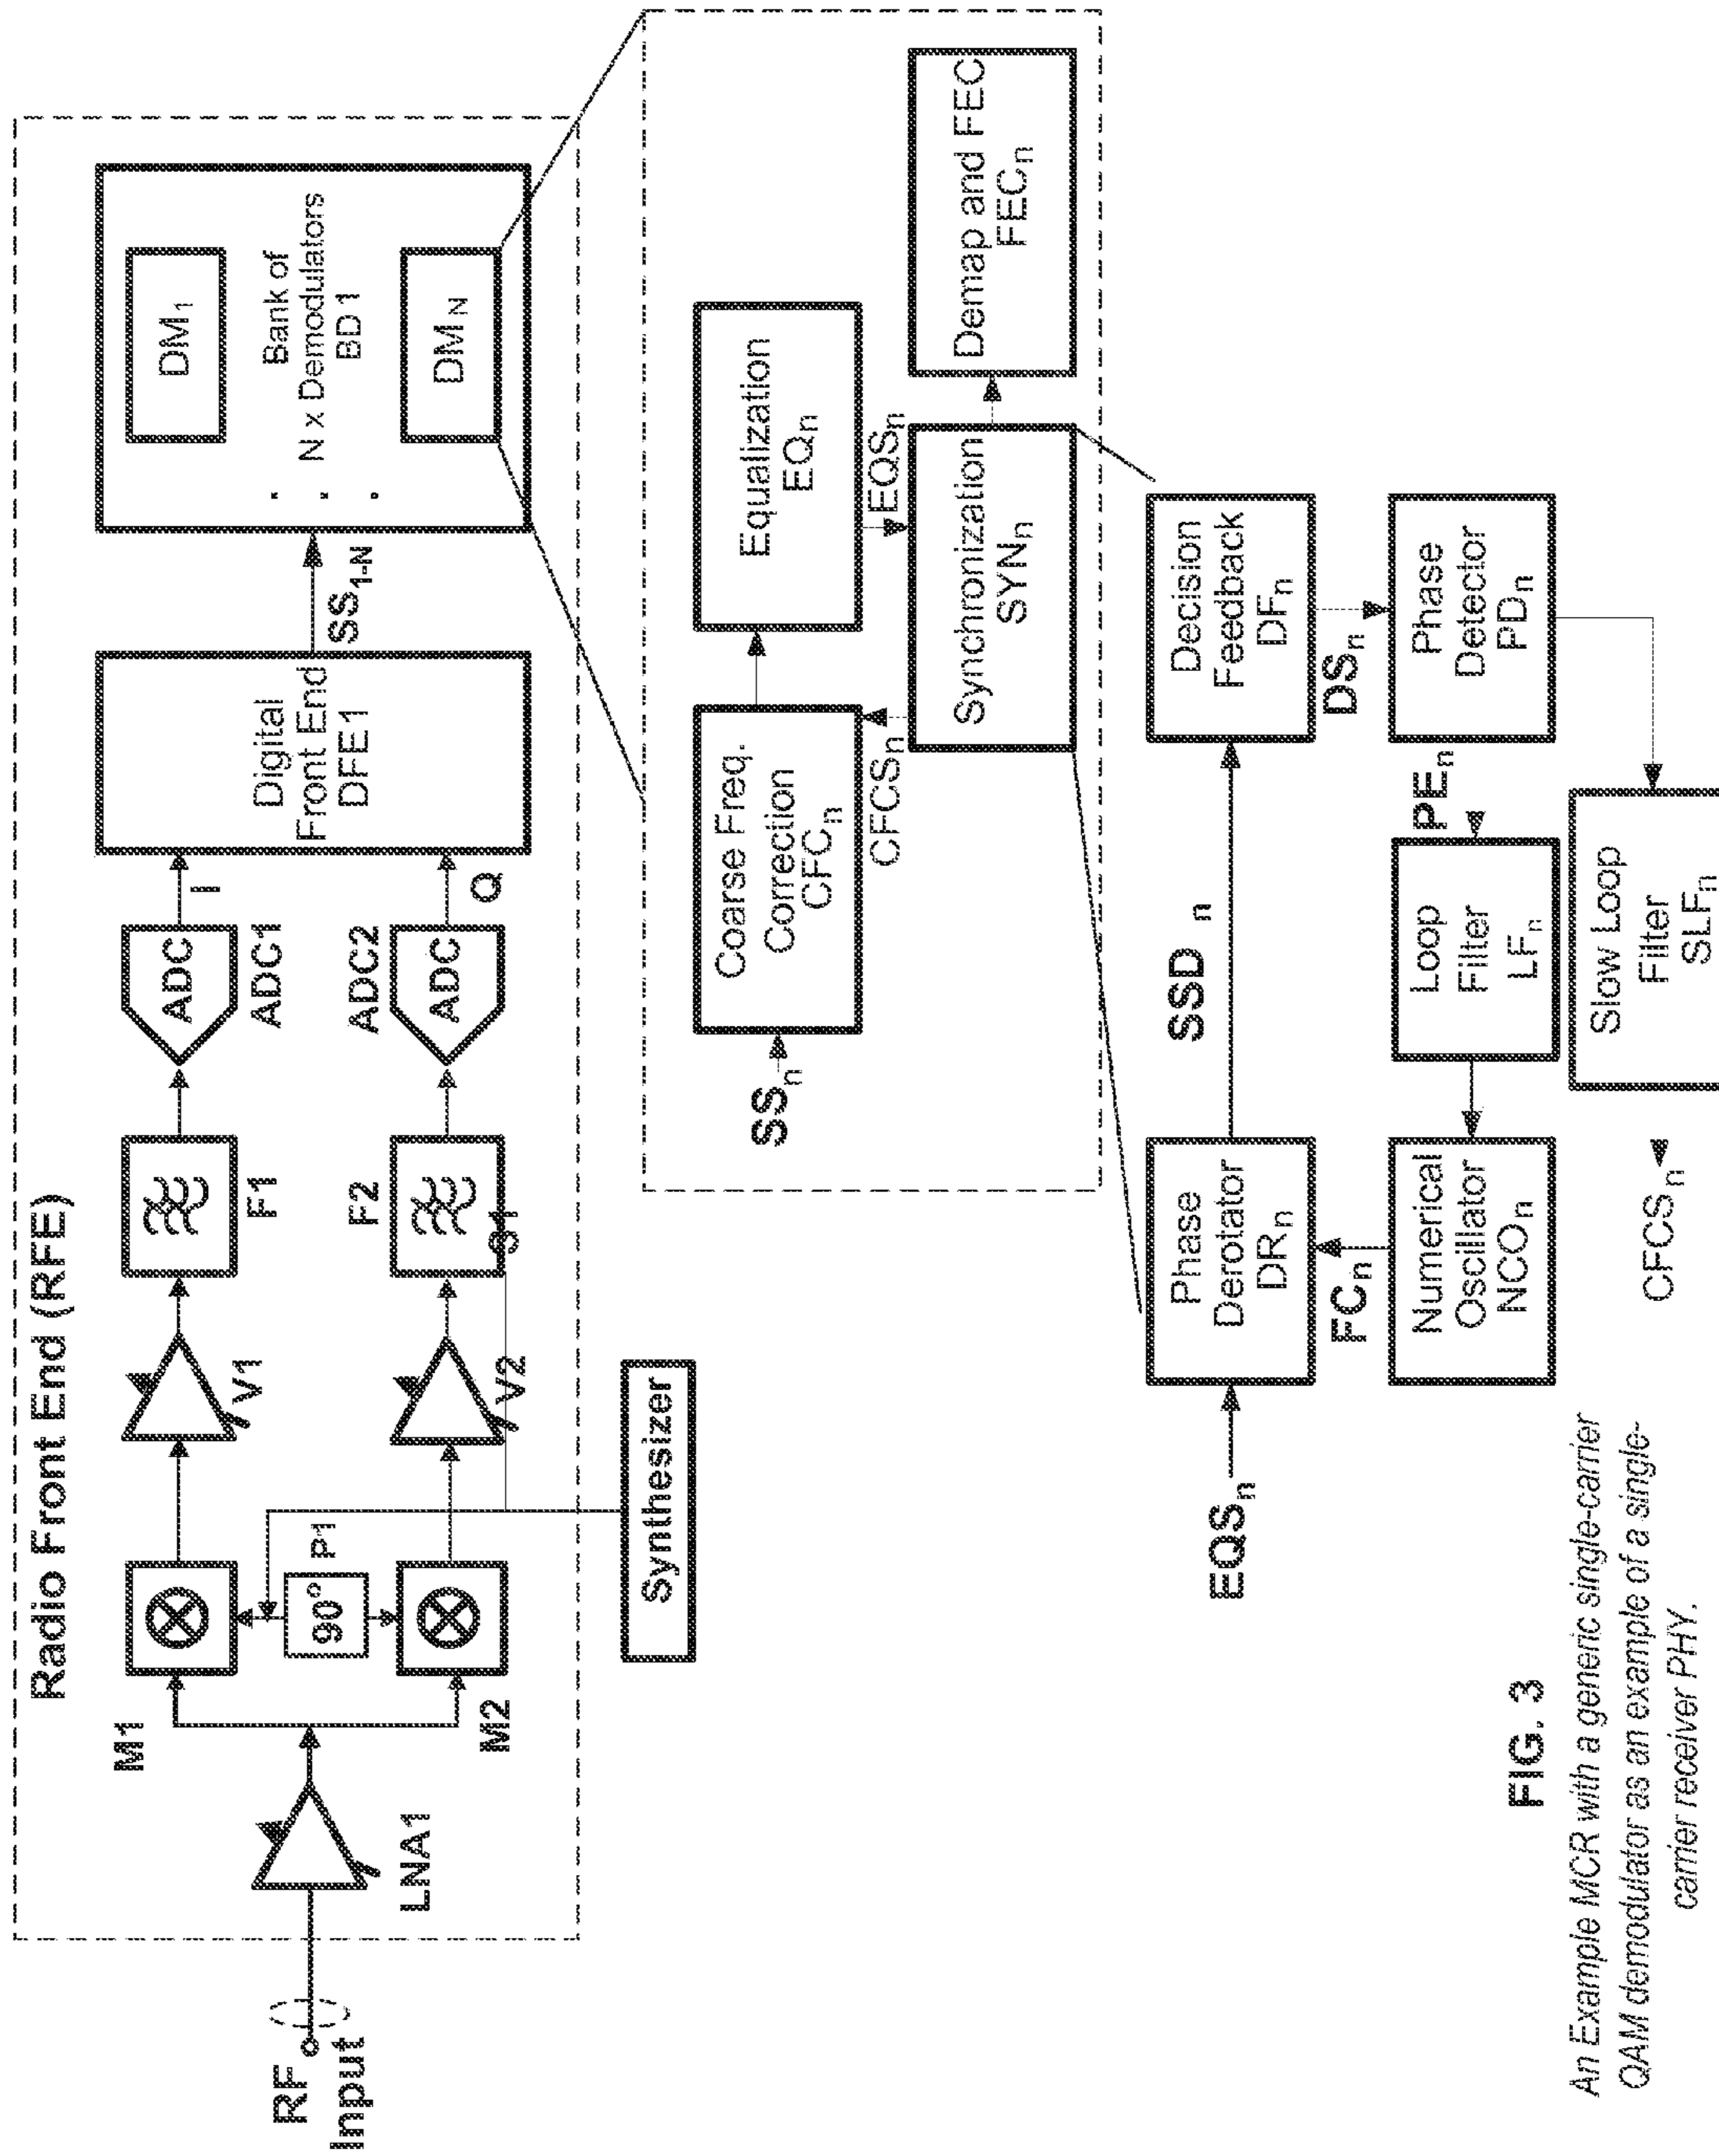 Radio Front End (RFE)
RF
Input
LNA1
M1
M2
90°
P1
V1
V2
F1
F2
S1
ADC
ADC1
ADC2
ADC
I
Q
Digital
Front End
DFE1
SS1-N
DM1
Bank of
N x Demodulators
BD1
DMN
. . .
Synthesizer
SSn
Coarse Freq.
Correction
CFCn
CFCSn
Equalization
EQn
EQSn
Synchronization
SYNn
Demap and FEC
FECn
EQSn
Phase
Derotator
DRn
SSD n
Decision
Feedback
DFn
DSn
FCn
Numerical
Oscillator
NCOn
Loop
Filter
LFn
PEn
Phase
Detector
PDn
CFCSn
Slow Loop
Filter
SLFn
FIG. 3
An Example MCR with a generic single-carrier
QAM demodulator as an example of a single-
carrier receiver PHY.